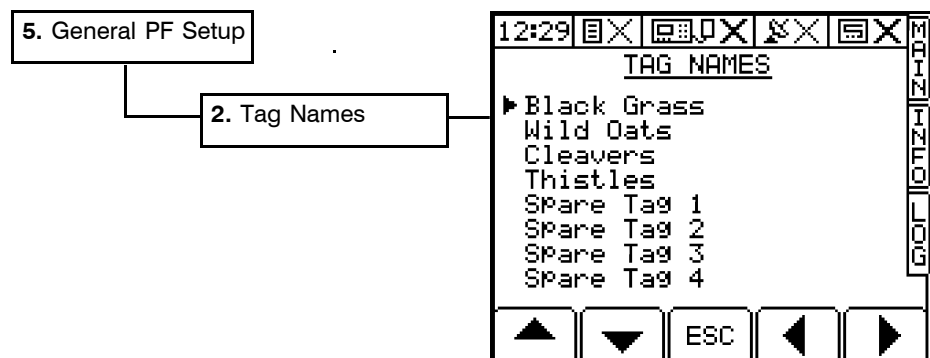 5. General PF Setup
2. Tag Names
12:29
TAG NAMES
Black Grass
Wild Oats
Cleavers
Thistles
Spare Tag 1
Spare Tag 2
Spare Tag 3
Spare Tag 4
ESC
MAIN
INFO
LOG